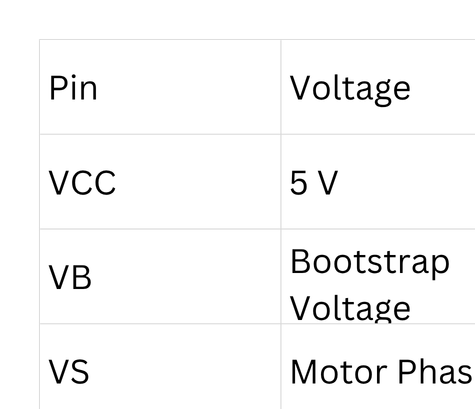 Pin Voltage
VCC 5 V
VB Bootstrap
Voltage
VS Motor Phas